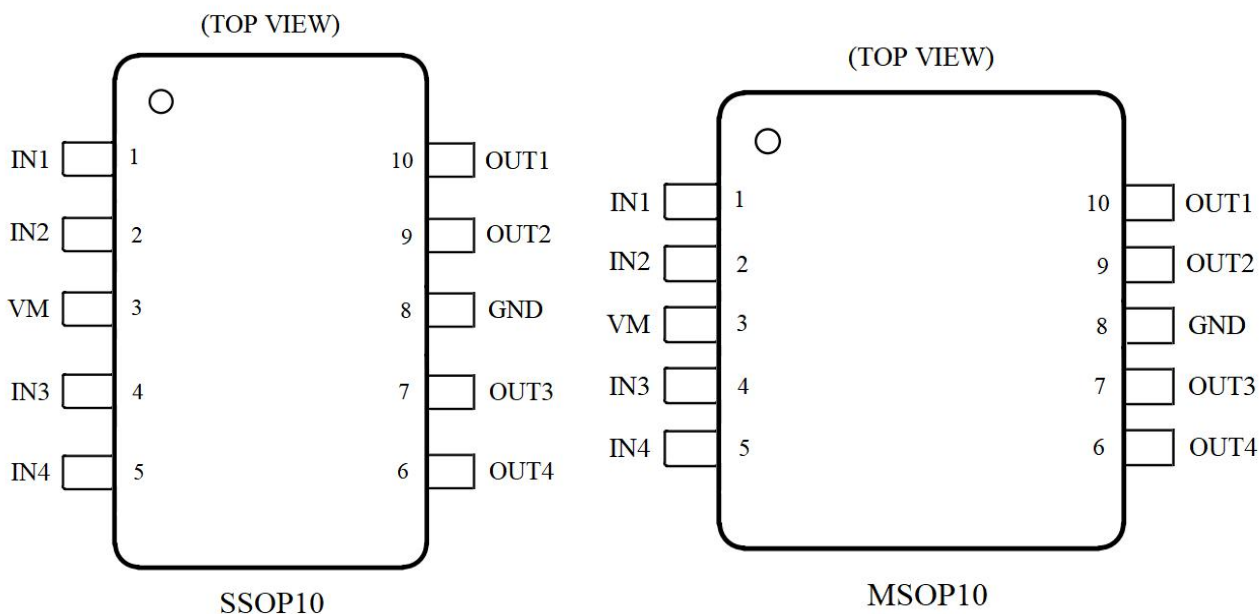 (TOP VIEW)
IN1 1 10 OUT1
IN2 2 9 OUT2
VM 3 8 GND
IN3 4 7 OUT3
IN4 5 6 OUT4
SSOP10
(TOP VIEW)
IN1 1 10 OUT1
IN2 2 9 OUT2
VM 3 8 GND
IN3 4 7 OUT3
IN4 5 6 OUT4
MSOP10